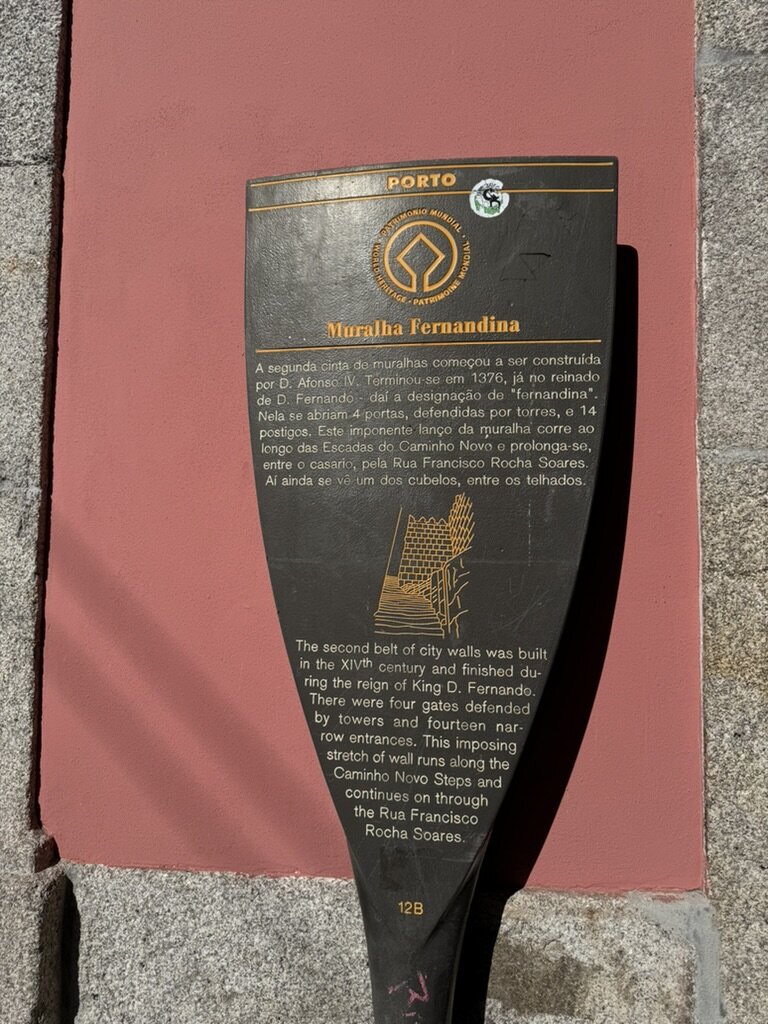 PORTO
PATRIMONIO MUNDIAL • WORLD HERITAGE • PATRIMOINE MONDIAL •
Muralha Fernandina
A segunda cinta de muralhas começou a ser construída
por D. Afonso IV. Terminou-se em 1376, já no reinado
de D. Fernando - daí a designação de "fernandina".
Nela se abriam 4 portas, defendidas por torres, e 14
postigos. Este imponente lanço da muralha corre ao
longo das Escadas do Caminho Novo e prolonga-se,
entre o casario, pela Rua Francisco Rocha Soares.
Aí ainda se vê um dos cubelos, entre os telhados.
The second belt of city walls was built
in the XIVth century and finished du-
ring the reign of King D. Fernando.
There were four gates defended
by towers and fourteen nar-
row entrances. This imposing
stretch of wall runs along the
Caminho Novo Steps and
continues on through
the Rua Francisco
Rocha Soares.
12B